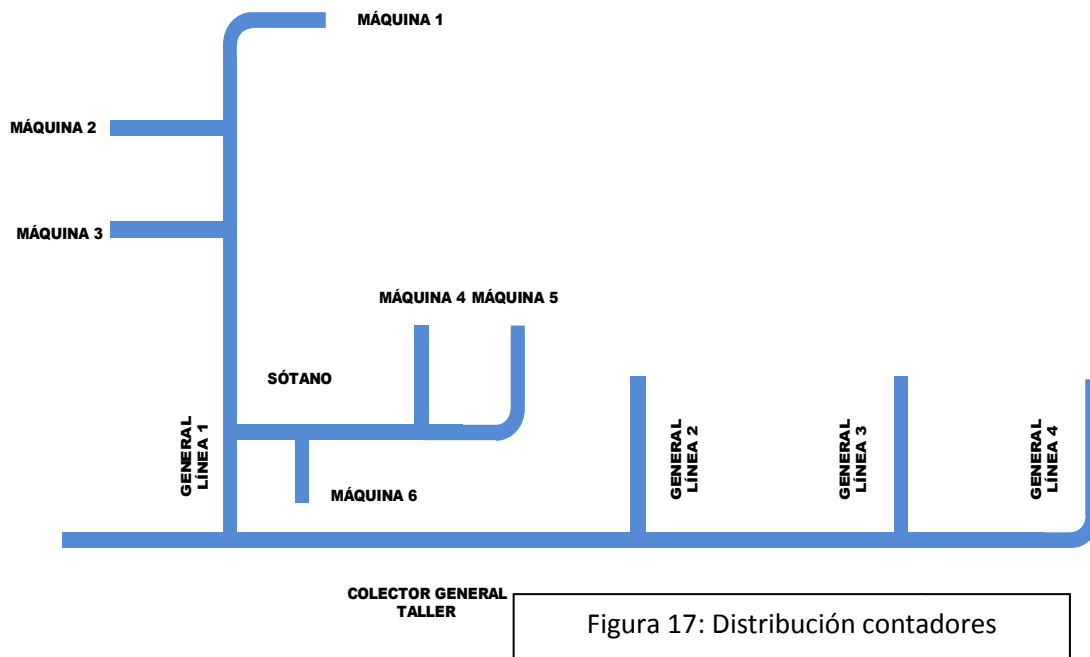 MÁQUINA 1
MÁQUINA 2
MÁQUINA 3
MÁQUINA 4 MÁQUINA 5
SÓTANO
GENERAL
LÍNEA 1
GENERAL
LÍNEA 2
GENERAL
LÍNEA 3
GENERAL
LÍNEA 4
MÁQUINA 6
COLECTOR GENERAL
TALLER
Figura 17: Distribución contadores